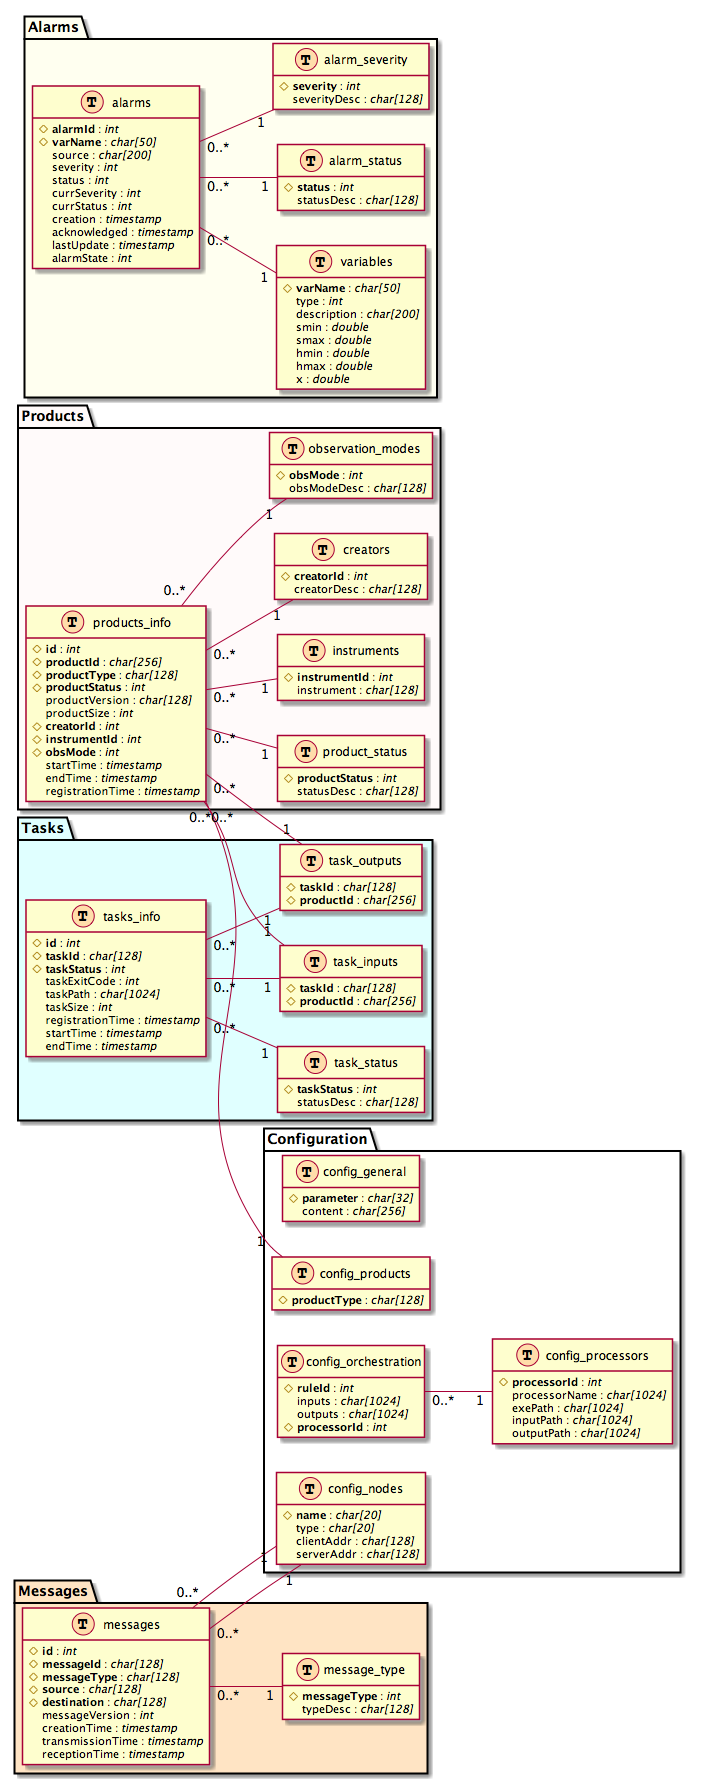 Alarms
T alarms
alarmId : int
varName : char[50]
source : char[200]
severity : int
status : int
currSeverity : int
currStatus : int
creation : timestamp
acknowledged : timestamp
lastUpdate : timestamp
alarmState : int
T alarm_severity
severity : int
severityDesc : char[128]
0..* 1
T alarm_status
status : int
statusDesc : char[128]
0..* 1
T variables
varName : char[50]
type : int
description : char[200]
smin : double
smax : double
hmin : double
hmax : double
x : double
0..* 1
Products
T observation_modes
obsMode : int
obsModeDesc : char[128]
1
0..*
T creators
creatorId : int
creatorDesc : char[128]
1
0..*
T products_info
id : int
productId : char[256]
productType : char[128]
productStatus : int
productVersion : char[128]
productSize : int
creatorId : int
instrumentId : int
obsMode : int
startTime : timestamp
endTime : timestamp
registrationTime : timestamp
T instruments
instrumentId : int
instrument : char[128]
0..* 1
T product_status
productStatus : int
statusDesc : char[128]
0..* 1
0..*
0..*0..*
1
Tasks
T task_outputs
taskId : char[128]
productId : char[256]
T tasks_info
id : int
taskId : char[128]
taskStatus : int
taskExitCode : int
taskPath : char[1024]
taskSize : int
registrationTime : timestamp
startTime : timestamp
endTime : timestamp
1
1
0..*
T task_inputs
taskId : char[128]
productId : char[256]
0..* 1
T task_status
taskStatus : int
statusDesc : char[128]
0..* 1
Configuration
T config_general
parameter : char[32]
content : char[256]
1
T config_products
productType : char[128]
T config_orchestration
ruleId : int
inputs : char[1024]
outputs : char[1024]
processorId : int
0..* 1
T config_processors
processorId : int
processorName : char[1024]
exePath : char[1024]
inputPath : char[1024]
outputPath : char[1024]
T config_nodes
name : char[20]
type : char[20]
clientAddr : char[128]
serverAddr : char[128]
1
1
0..*
0..*
Messages
T messages
id : int
messageId : char[128]
messageType : char[128]
source : char[128]
destination : char[128]
messageVersion : int
creationTime : timestamp
transmissionTime : timestamp
receptionTime : timestamp
0..* 1
T message_type
messageType : int
typeDesc : char[128]